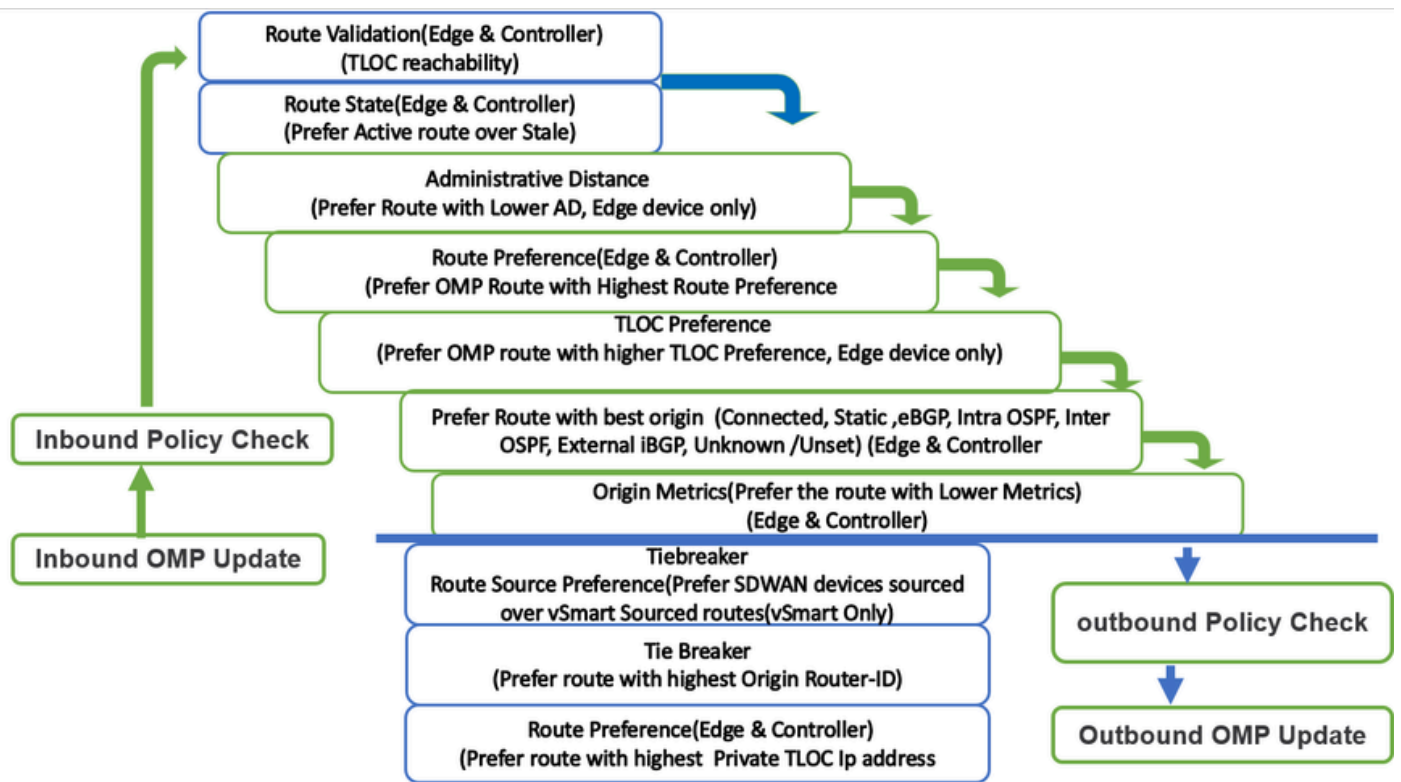 Route Validation(Edge & Controller)
(TLOC reachability)
Route State(Edge & Controller)
(Prefer Active route over Stale)
Administrative Distance
(Prefer Route with Lower AD, Edge device only)
Route Preference(Edge & Controller)
(Prefer OMP Route with Highest Route Preference
TLOC Preference
(Prefer OMP route with higher TLOC Preference, Edge device only)
Prefer Route with best origin (Connected, Static ,eBGP, Intra OSPF, Inter
OSPF, External iBGP, Unknown /Unset) (Edge & Controller
Origin Metrics(Prefer the route with Lower Metrics)
(Edge & Controller)
Inbound Policy Check
Inbound OMP Update
Tiebreaker
Route Source Preference(Prefer SDWAN devices sourced
over vSmart Sourced routes(vSmart Only)
Tie Breaker
(Prefer route with highest Origin Router-ID)
Route Preference(Edge & Controller)
(Prefer route with highest Private TLOC Ip address
outbound Policy Check
Outbound OMP Update